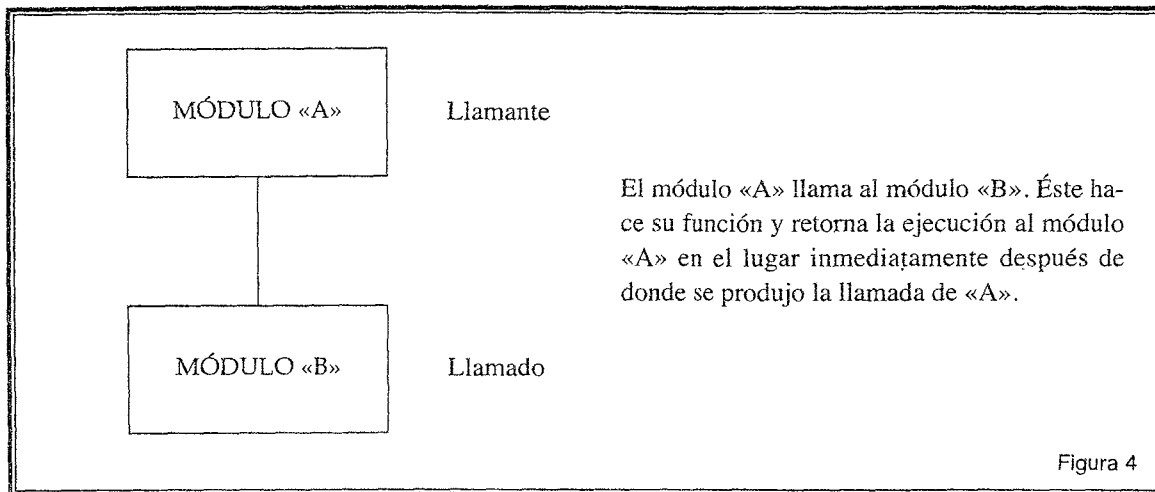 MÓDULO «A»
Llamante
El módulo «A» llama al módulo «B». Éste ha-
ce su función y retorna la ejecución al módulo
«A» en el lugar inmediatamente después de
donde se produjo la llamada de «A».
MÓDULO «B»
Llamado
Figura 4